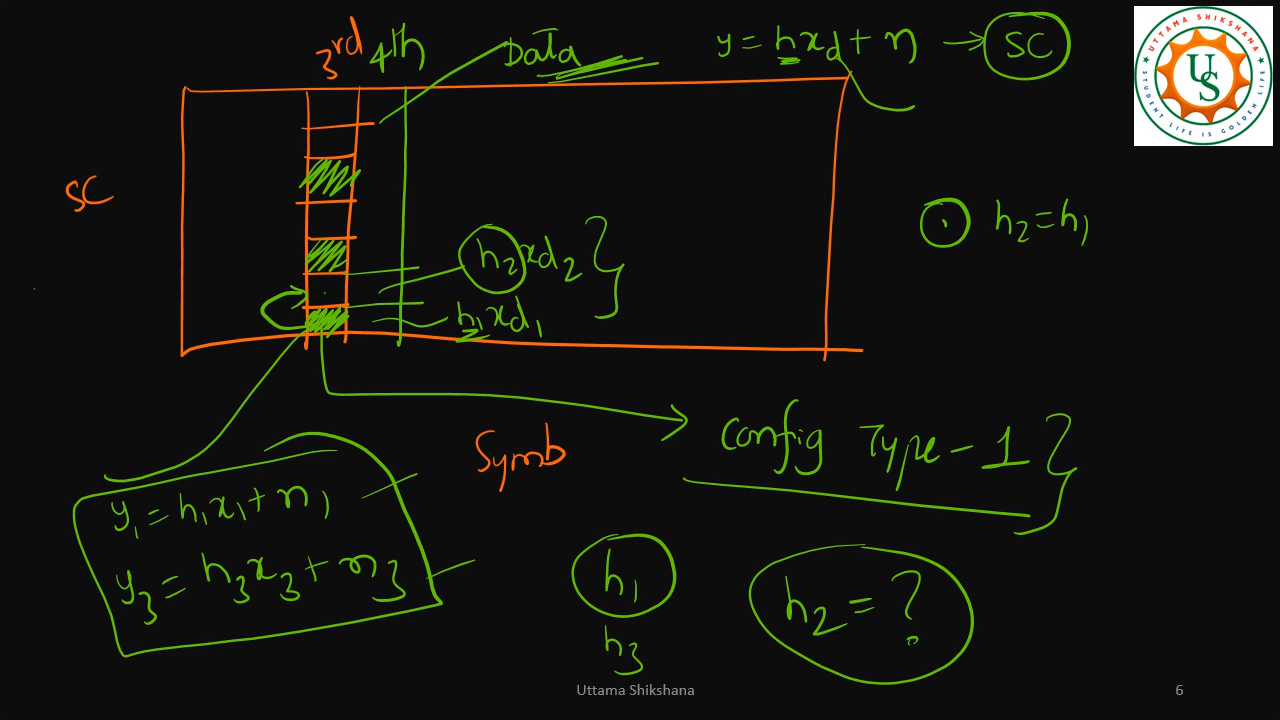 3rd 4th Data y = hxd + n → SC
UTTAMA SHIKSHANA
US
STUDENT LIFE IS GOLDEN LIFE
SC
1 h2 = h1
h2xd2 }
h1xd1
Config Type-1 }
Symb
y1 = h1x1 + n1
y3 = h3x3 + n3
h1
h3
h2 = ?
Uttama Shikshana
6